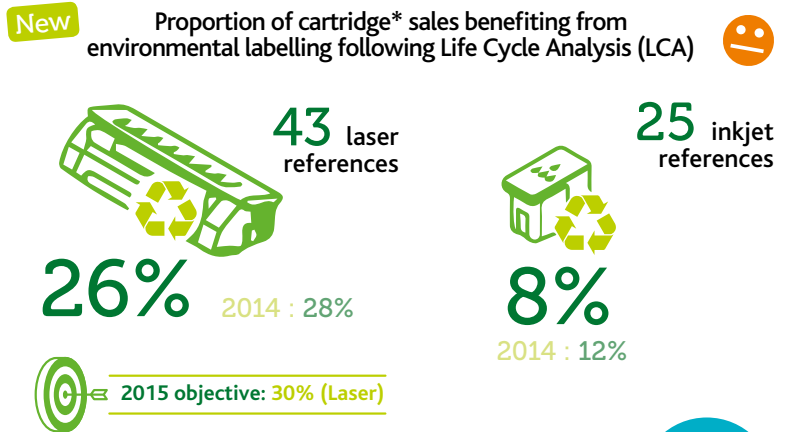 New
Proportion of cartridge* sales benefiting from
environmental labelling following Life Cycle Analysis (LCA)
43 laser
references
26% 2014 : 28%
2015 objective: 30% (Laser)
25 inkjet
references
8%
2014 : 12%